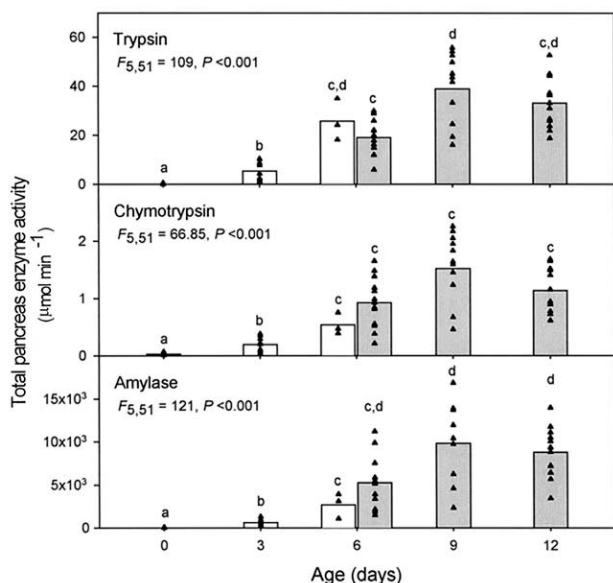 Trypsin
F5,51 = 109, P <0.001
60
40
20
0
a
b
c,d
c
d
c,d
Chymotrypsin
F5,51 = 66.85, P <0.001
2
1
0
a
b
c
c
c
c
Amylase
F5,51 = 121, P <0.001
15x10³
10x10³
5x10³
0
a
b
c
c,d
d
d
0 3 6 9 12
Age (days)
Total pancreas enzyme activity
(μmol min ⁻¹)